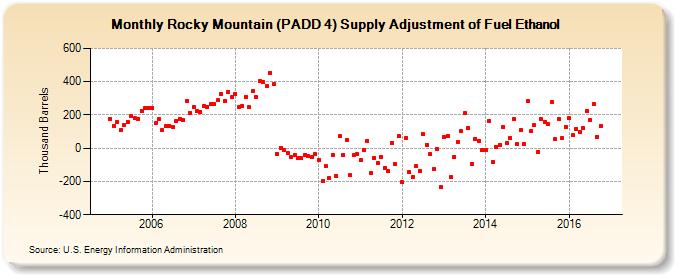 Monthly Rocky Mountain (PADD 4) Supply Adjustment of Fuel Ethanol
Thousand Barrels
600
400
200
0
-200
-400
2006 2008 2010 2012 2014 2016
Source: U.S. Energy Information Administration